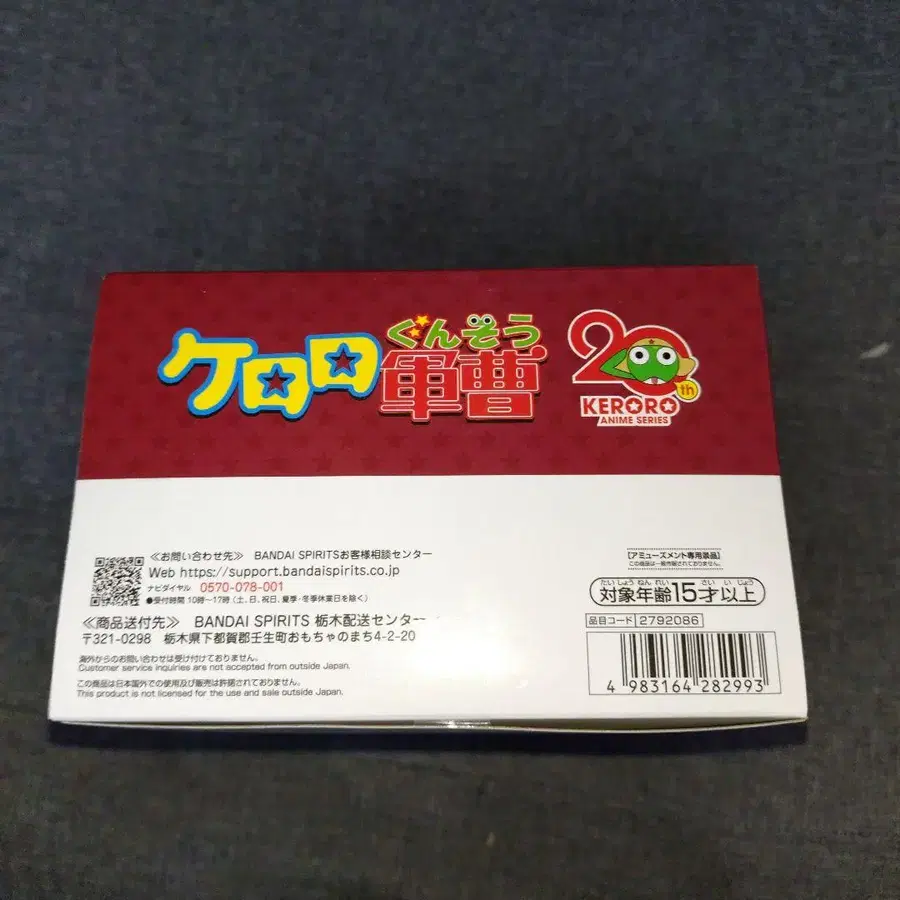 ケロロ
ぐんそう
軍曹
20th
KERORO
ANIME SERIES
≪お問い合わせ先≫ BANDAI SPIRITSお客様相談センター
Web https://support.bandaispirits.co.jp
ナビダイヤル 0570-078-001
●受付時間 10時～17時 (土、日、祝日、夏季・冬季休業日を除く)
≪商品送付先≫ BANDAI SPIRITS 栃木配送センター
〒321-0298 栃木県下都賀郡壬生町おもちゃのまち4-2-20
海外からのお問い合わせは受け付けておりません。
Customer service inquiries are not accepted from outside Japan.
この商品は日本国外での使用及び販売は許諾されておりません。
This product is not licensed for the use and sale outside Japan.
[アミューズメント専用景品]
この商品は一般市販されておりません。
たいしょうねんれい さい いじょう
対象年齢15才以上
品目コード 2792086
4 983164 282993